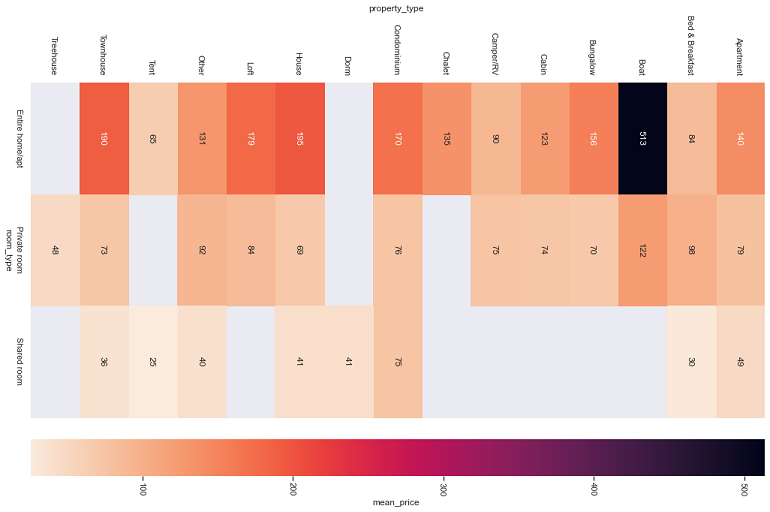 property_type
Treehouse
Townhouse
Tent
Other
Loft
House
Dorm
Condominium
Chalet
Camper/RV
Cabin
Bungalow
Boat
Bed & Breakfast
Apartment
Entire home/apt
190
65
131
179
195
170
135
90
123
156
513
84
140
Private room
48
73
92
84
69
76
75
74
70
122
98
79
room_type
Shared room
36
25
40
41
41
75
30
49
100
200
300
400
500
mean_price